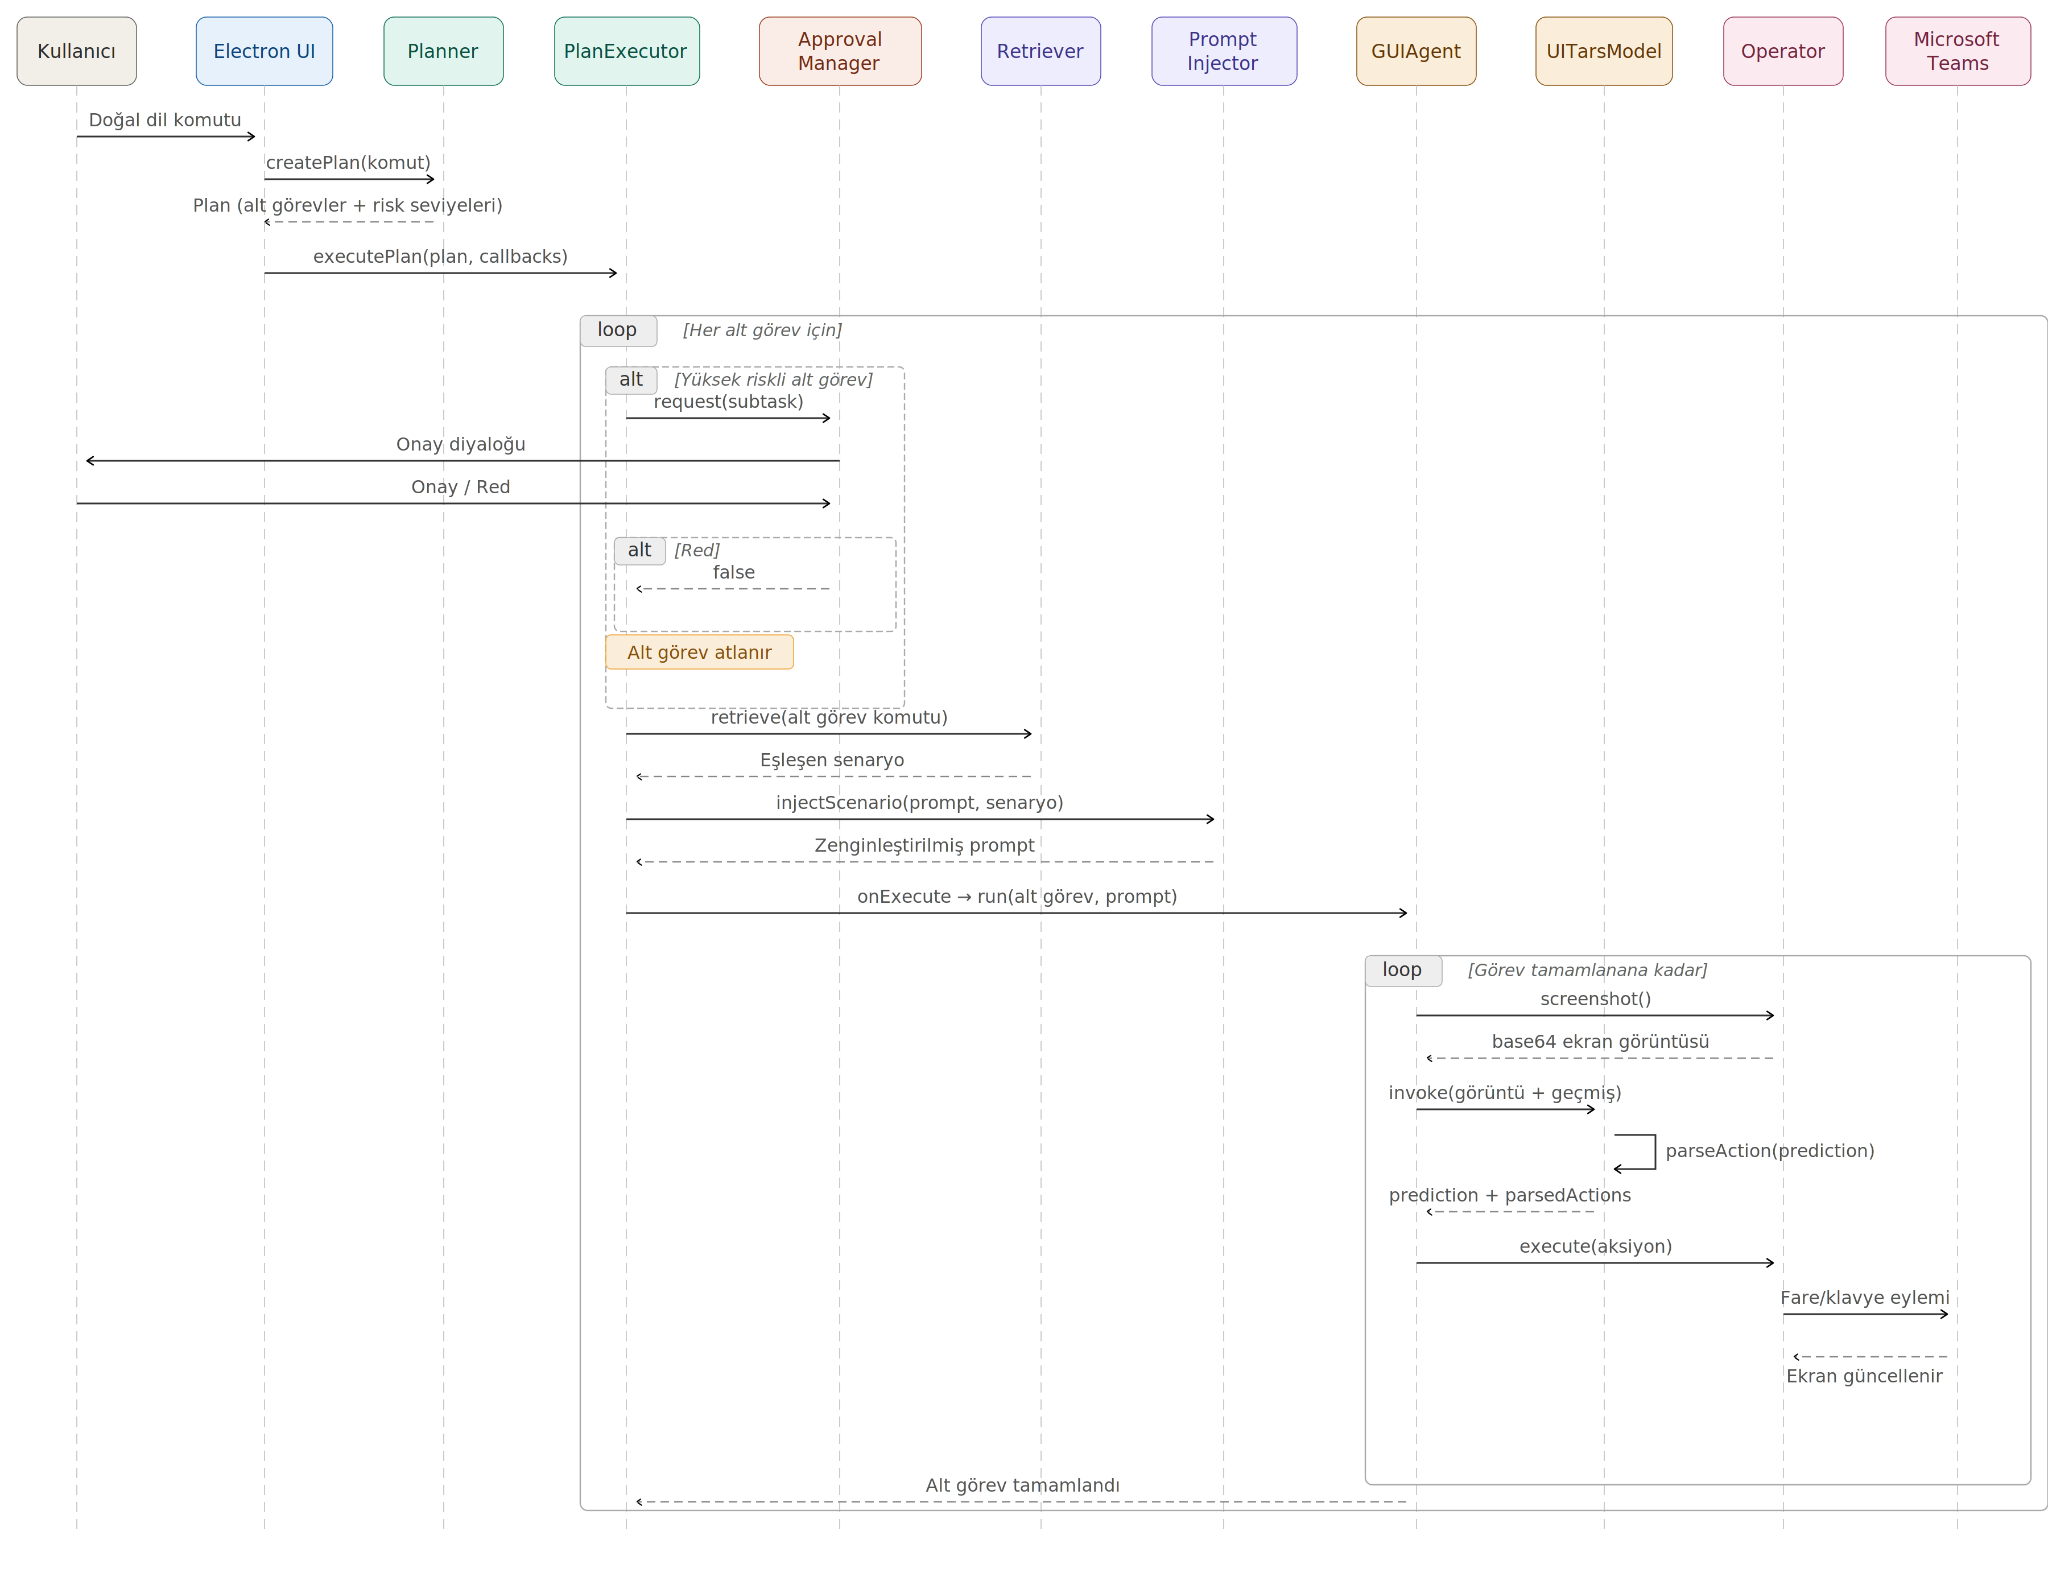 Kullanıcı
Electron UI
Planner
PlanExecutor
Approval
Manager
Retriever
Prompt
Injector
GUIAgent
UITarsModel
Operator
Microsoft
Teams
Doğal dil komutu
createPlan(komut)
Plan (alt görevler + risk seviyeleri)
executePlan(plan, callbacks)
loop
[Her alt görev için]
alt
[Yüksek riskli alt görev]
request(subtask)
Onay diyaloğu
Onay / Red
alt
[Red]
false
Alt görev atlanır
retrieve(alt görev komutu)
Eşleşen senaryo
injectScenario(prompt, senaryo)
Zenginleştirilmiş prompt
onExecute → run(alt görev, prompt)
loop
[Görev tamamlanana kadar]
screenshot()
base64 ekran görüntüsü
invoke(görüntü + geçmiş)
parseAction(prediction)
prediction + parsedActions
execute(aksiyon)
Fare/klavye eylemi
Ekran güncellenir
Alt görev tamamlandı